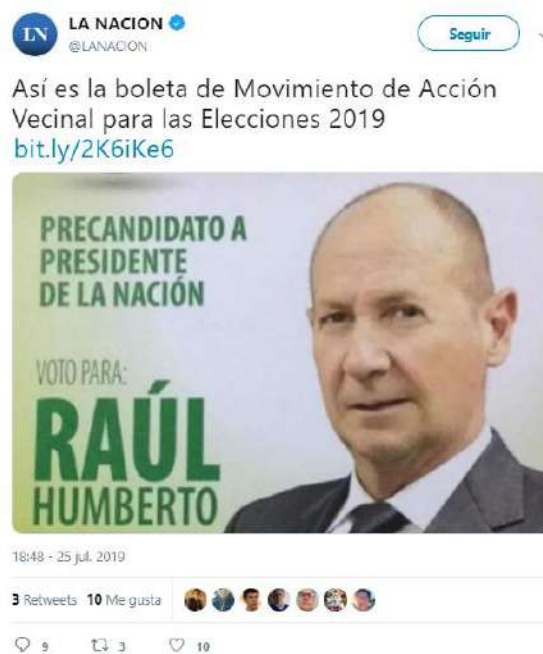 LN
LA NACION
@LANACION
Seguir
Así es la boleta de Movimiento de Acción
Vecinal para las Elecciones 2019
bit.ly/2K6iKe6
PRECANDIDATO A
PRESIDENTE
DE LA NACIÓN
VOTO PARA:
RAÚL
HUMBERTO
18:48 - 25 jul. 2019
3 Retweets 10 Me gusta
9 3 10